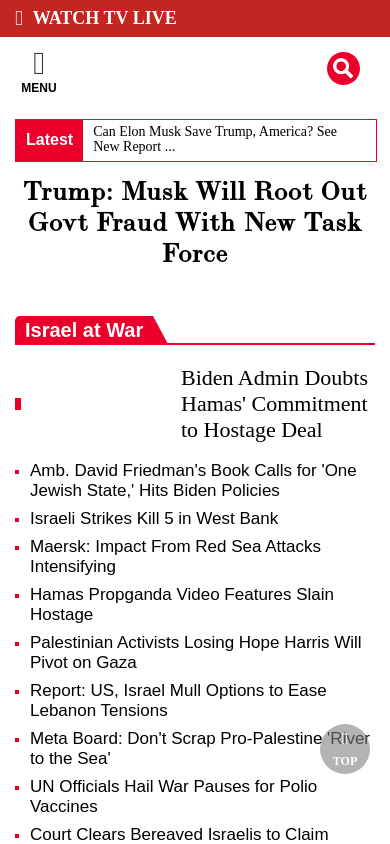 WATCH TV LIVE
MENU
Latest
Can Elon Musk Save Trump, America? See
New Report ...
Trump: Musk Will Root Out
Govt Fraud With New Task
Force
Israel at War
Biden Admin Doubts
Hamas' Commitment
to Hostage Deal
Amb. David Friedman's Book Calls for 'One
Jewish State,' Hits Biden Policies
Israeli Strikes Kill 5 in West Bank
Maersk: Impact From Red Sea Attacks
Intensifying
Hamas Propganda Video Features Slain
Hostage
Palestinian Activists Losing Hope Harris Will
Pivot on Gaza
Report: US, Israel Mull Options to Ease
Lebanon Tensions
Meta Board: Don't Scrap Pro-Palestine 'River
to the Sea'
TOP
UN Officials Hail War Pauses for Polio
Vaccines
Court Clears Bereaved Israelis to Claim